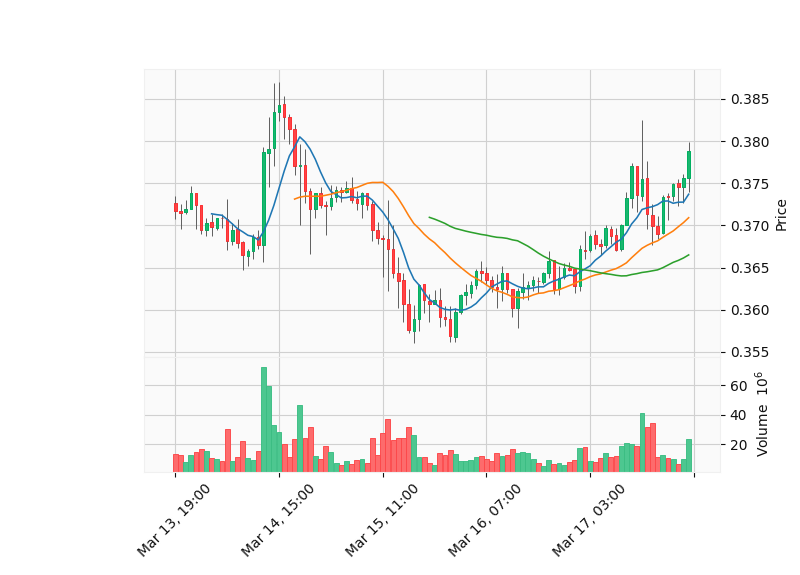 0.385
0.380
0.375
0.370
0.365
0.360
0.355
Price
60
40
20
Volume 10⁶
Mar 13, 19:00
Mar 14, 15:00
Mar 15, 11:00
Mar 16, 07:00
Mar 17, 03:00